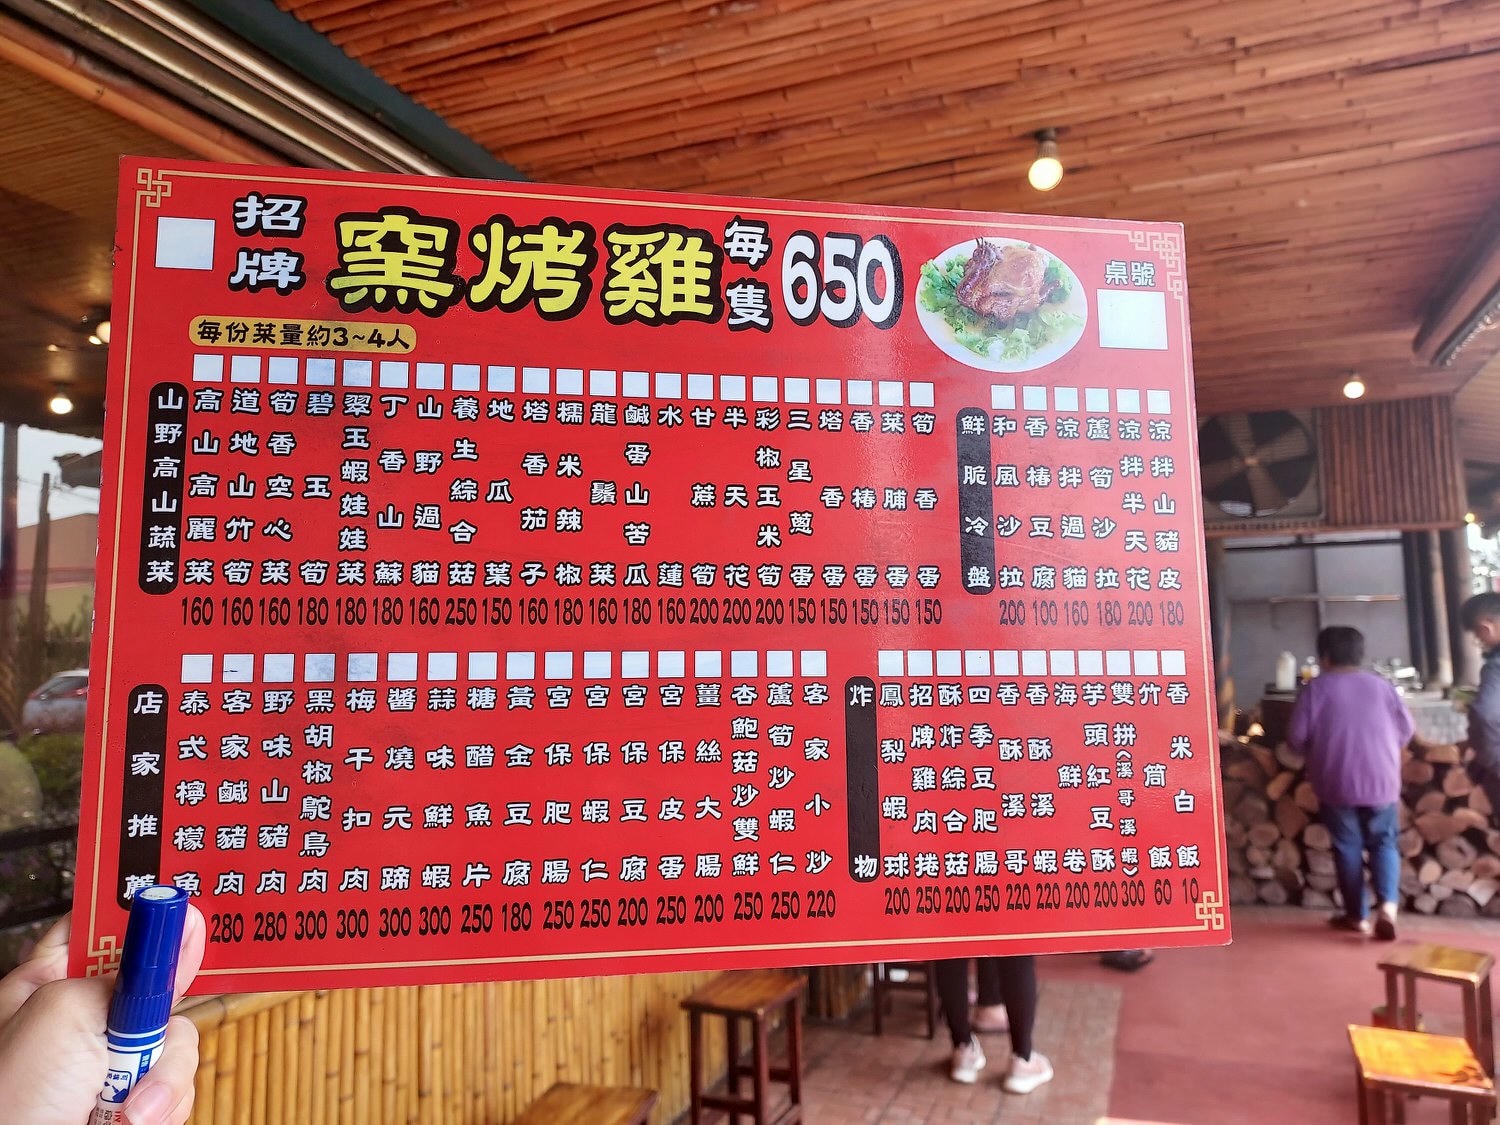 招牌 窯烤雞 每隻 650
桌號
每份菜量約3~4人
山野高山蔬菜
高山高麗菜 160
道地山竹筍 160
筍香空心菜 160
碧玉筍 180
翠玉蝦娃娃菜 180
丁香山蘇 180
山野過貓 160
養生綜合菇 250
地瓜葉 150
塔香茄子 160
糯米辣椒 180
龍鬚菜 160
鹹蛋山苦瓜 180
水蓮 160
甘蔗筍 200
半天花 200
彩椒玉米筍 200
三星蔥蛋 150
塔香蛋 150
香椿蛋 150
菜脯蛋 150
筍香蛋 150
鮮脆冷盤
和風沙拉 200
香椿豆腐 100
涼拌過貓 160
蘆筍沙拉 180
涼拌半天花 200
涼拌山豬皮 180
店家推薦
泰式檸檬魚
客家鹹豬肉 280
野味山豬肉 280
黑胡椒鴕鳥肉 300
梅干扣肉 300
醬燒元蹄 300
蒜味鮮蝦 300
糖醋魚片 250
黃金豆腐 180
宮保肥腸 250
宮保蝦仁 250
宮保豆腐 200
宮保皮蛋 250
薑絲大腸 200
杏鮑菇炒雙鮮 250
蘆筍炒蝦仁 250
客家小炒 220
炸物
鳳梨蝦球 200
招牌雞肉捲 250
酥炸綜合菇 200
四季豆肥腸 250
香酥溪哥 220
香酥溪蝦 220
海鮮卷 200
芋頭紅豆酥 200
雙拼(溪哥溪蝦) 300
竹筒飯 60
香米白飯 10